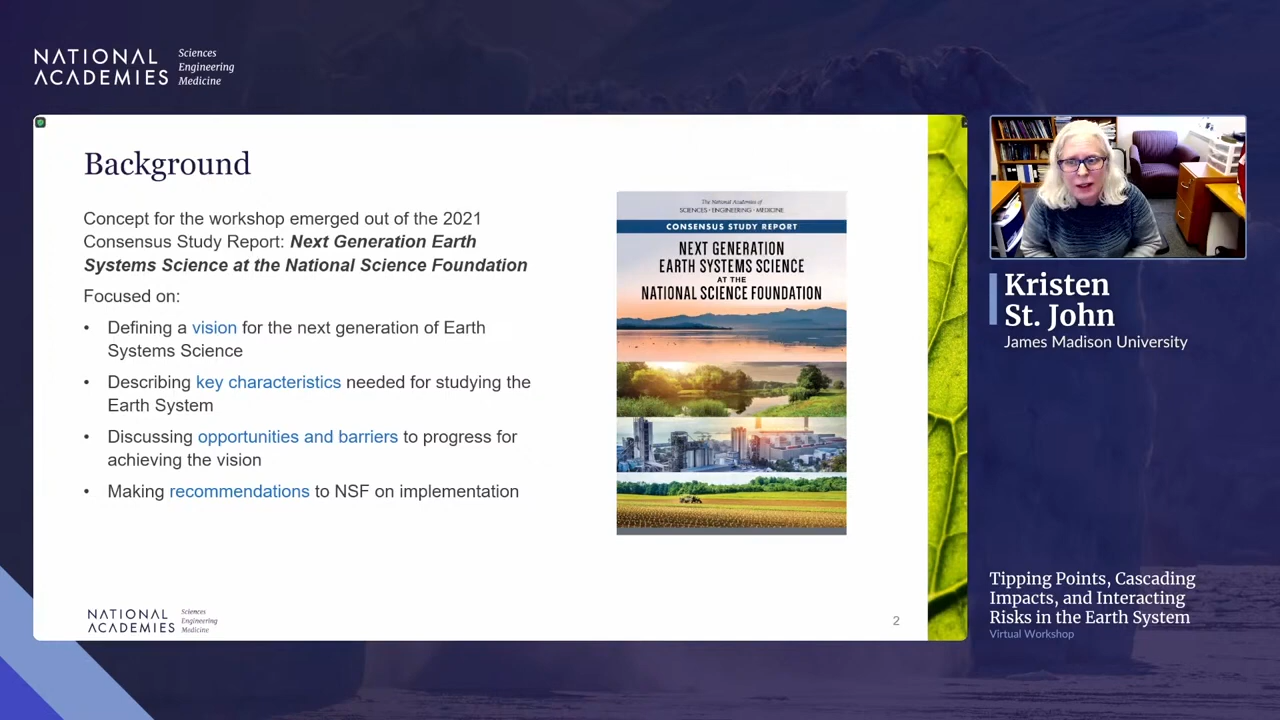 NATIONAL
ACADEMIES
Sciences
Engineering
Medicine
Background
Concept for the workshop emerged out of the 2021
Consensus Study Report: Next Generation Earth
Systems Science at the National Science Foundation
Focused on:
• Defining a vision for the next generation of Earth
Systems Science
• Describing key characteristics needed for studying the
Earth System
• Discussing opportunities and barriers to progress for
achieving the vision
• Making recommendations to NSF on implementation
The National Academies of
SCIENCES • ENGINEERING • MEDICINE
CONSENSUS STUDY REPORT
NEXT GENERATION
EARTH SYSTEMS SCIENCE
AT THE
NATIONAL SCIENCE FOUNDATION
NATIONAL
ACADEMIES
Sciences
Engineering
Medicine
2
Kristen
St. John
James Madison University
Tipping Points, Cascading
Impacts, and Interacting
Risks in the Earth System
Virtual Workshop